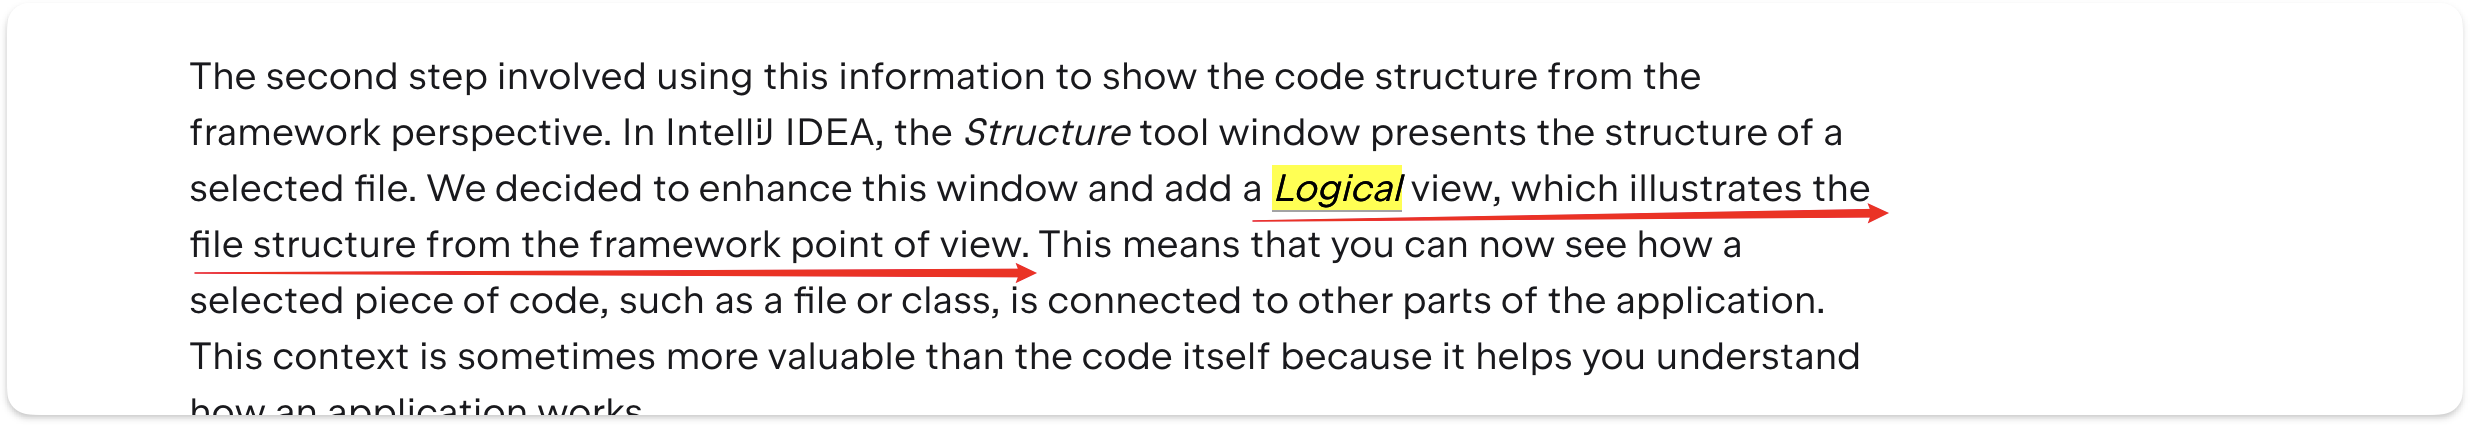 The second step involved using this information to show the code structure from the
framework perspective. In IntelliJ IDEA, the Structure tool window presents the structure of a
selected file. We decided to enhance this window and add a Logical view, which illustrates the
file structure from the framework point of view. This means that you can now see how a
selected piece of code, such as a file or class, is connected to other parts of the application.
This context is sometimes more valuable than the code itself because it helps you understand
how an application works.